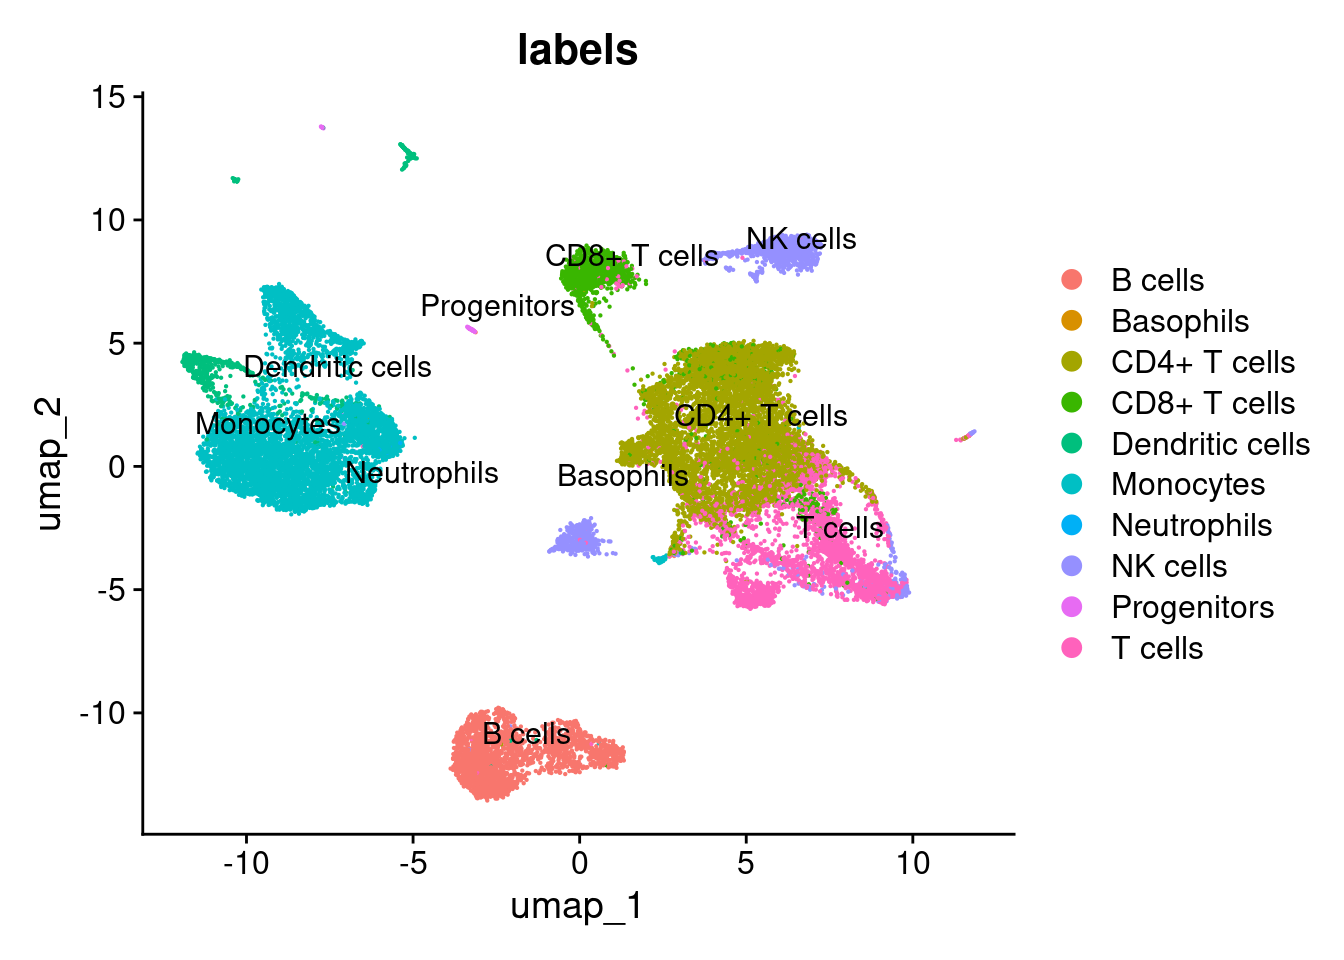 labels
15
10
5
0
-5
-10
umap_2
NK cells
CD8+ T cells
Progenitors
Dendritic cells
CD4+ T cells
Monocytes
Neutrophils
Basophils
T cells
B cells
-10
-5
0
5
10
umap_1
B cells
Basophils
CD4+ T cells
CD8+ T cells
Dendritic cells
Monocytes
Neutrophils
NK cells
Progenitors
T cells